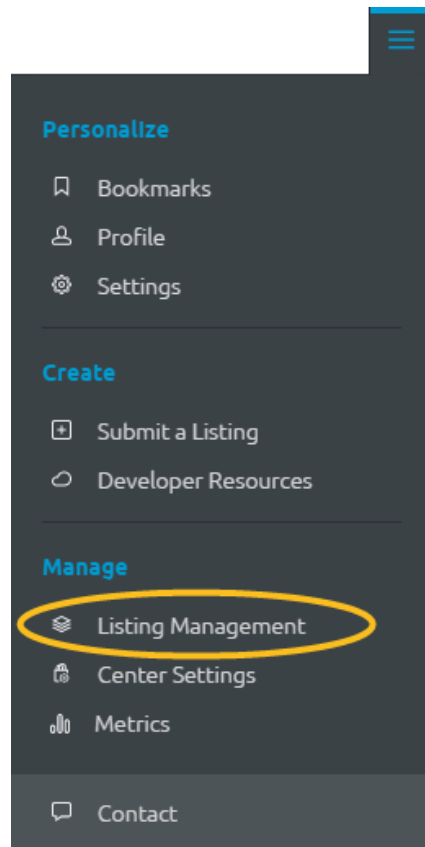 Personalize
Bookmarks
Profile
Settings
Create
Submit a Listing
Developer Resources
Manage
Listing Management
Center Settings
Metrics
Contact